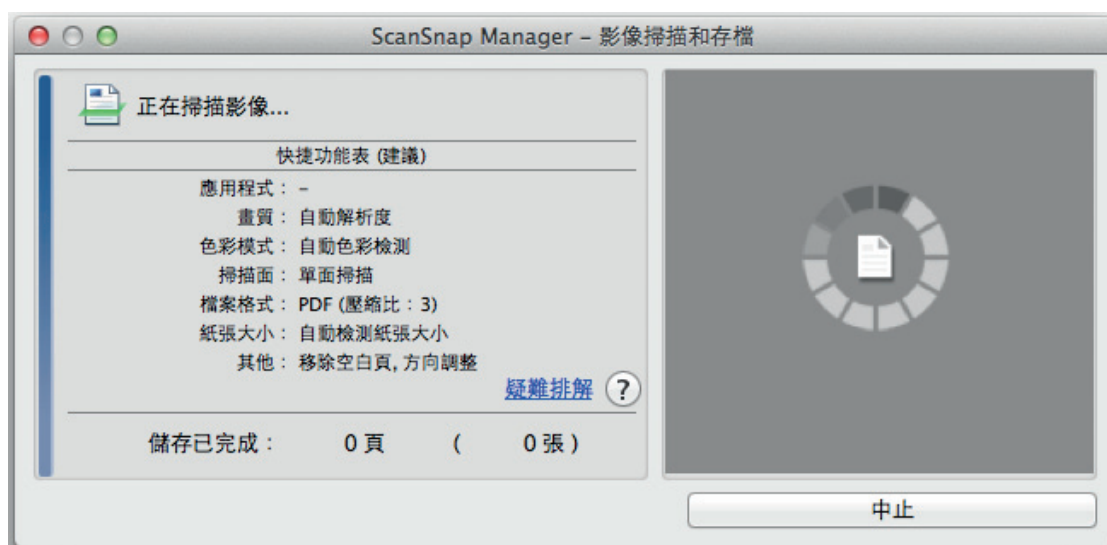 ScanSnap Manager – 影像掃描和存檔
正在掃描影像...
快捷功能表 (建議)
應用程式： –
畫質： 自動解析度
色彩模式： 自動色彩檢測
掃描面： 單面掃描
檔案格式： PDF (壓縮比：3)
紙張大小： 自動檢測紙張大小
其他： 移除空白頁, 方向調整
疑難排解 ?
儲存已完成： 0 頁 ( 0 張 )
中止